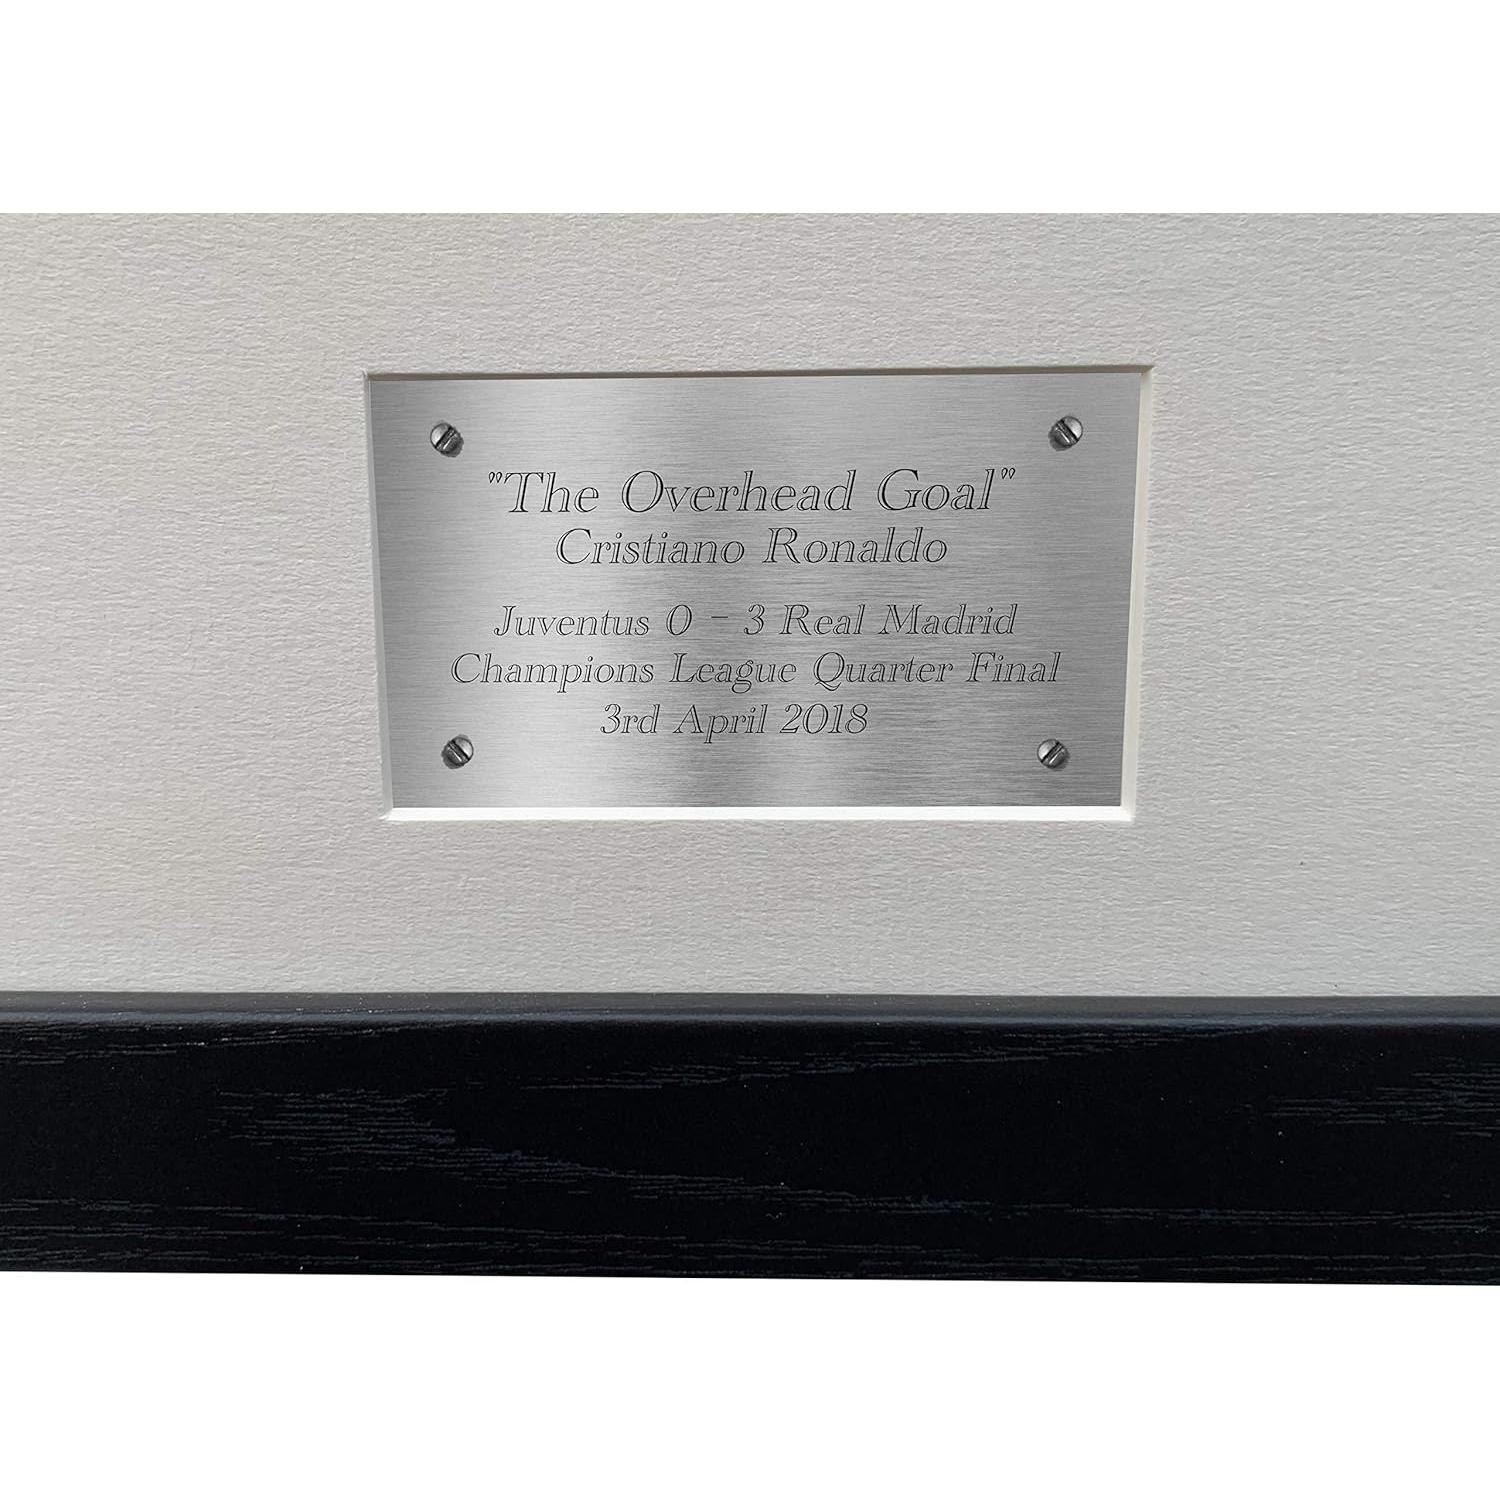 "The Overhead Goal"
Cristiano Ronaldo
Juventus 0 - 3 Real Madrid
Champions League Quarter Final
3rd April 2018